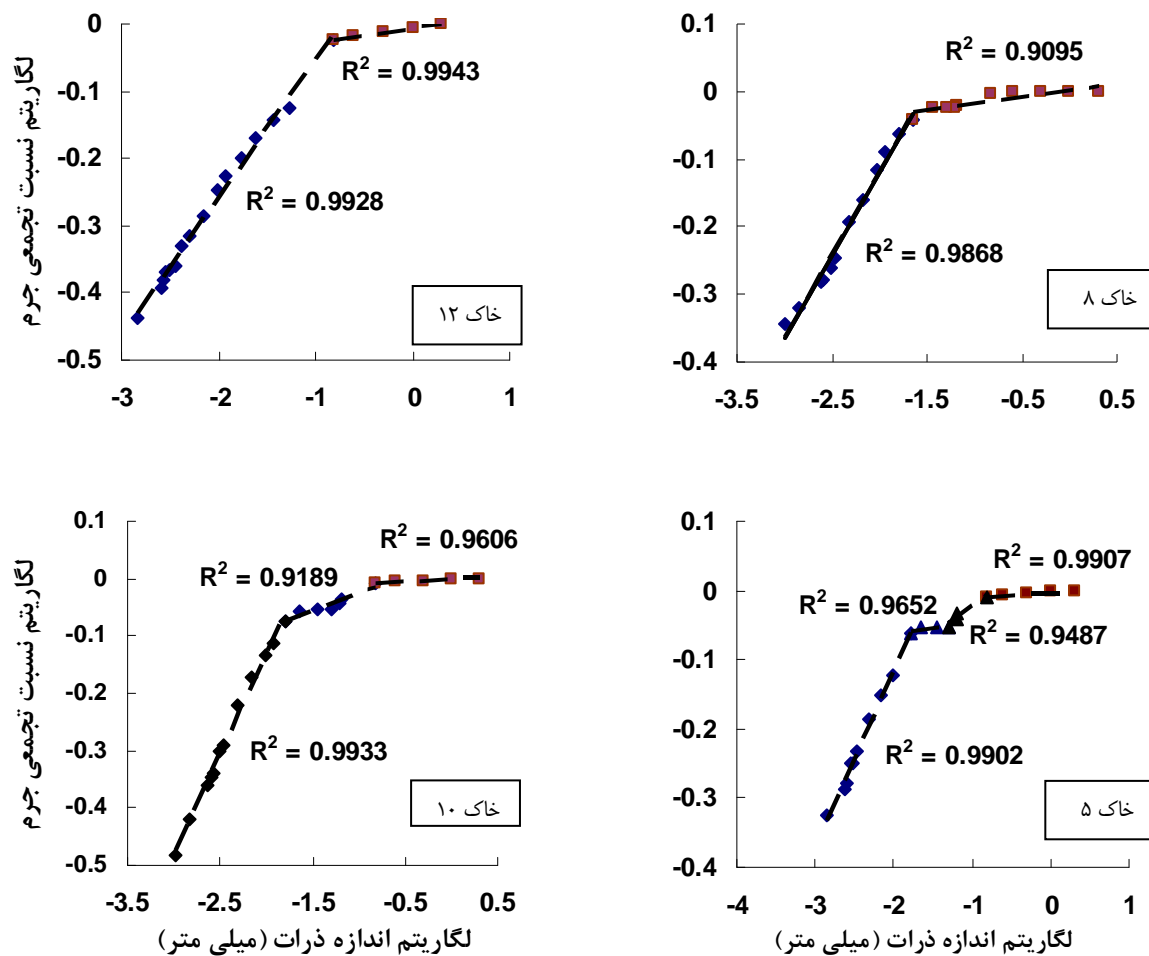 لگاریتم نسبت تجمعی جرم
0
-0.1
-0.2
-0.3
-0.4
-0.5
-3
-2
-1
0
1
R² = 0.9943
R² = 0.9928
خاک ۱۲
0.1
0
-0.1
-0.2
-0.3
-0.4
-3.5
-2.5
-1.5
-0.5
0.5
R² = 0.9095
R² = 0.9868
خاک ۸
لگاریتم نسبت تجمعی جرم
0.1
0
-0.1
-0.2
-0.3
-0.4
-0.5
-3.5
-2.5
-1.5
-0.5
0.5
R² = 0.9606
R² = 0.9189
R² = 0.9933
خاک ۱۰
لگاریتم اندازه ذرات (میلی متر)
0.1
0
-0.1
-0.2
-0.3
-0.4
-4
-3
-2
-1
0
1
R² = 0.9907
R² = 0.9652
R² = 0.9487
R² = 0.9902
خاک ۵
لگاریتم اندازه ذرات (میلی متر)